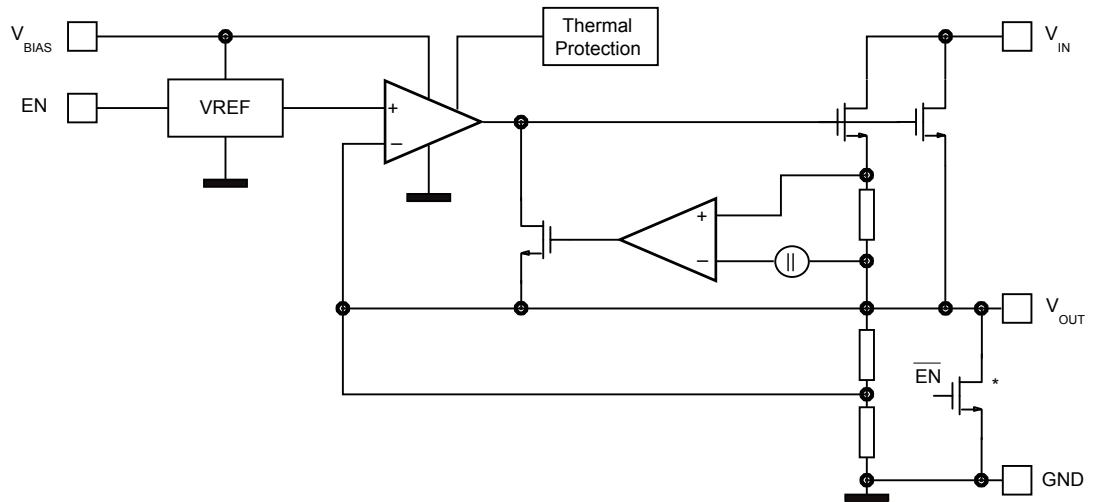 Thermal
Protection
VBIAS
VIN
EN
VREF
+
–
+
–
||
VOUT
EN
*
GND